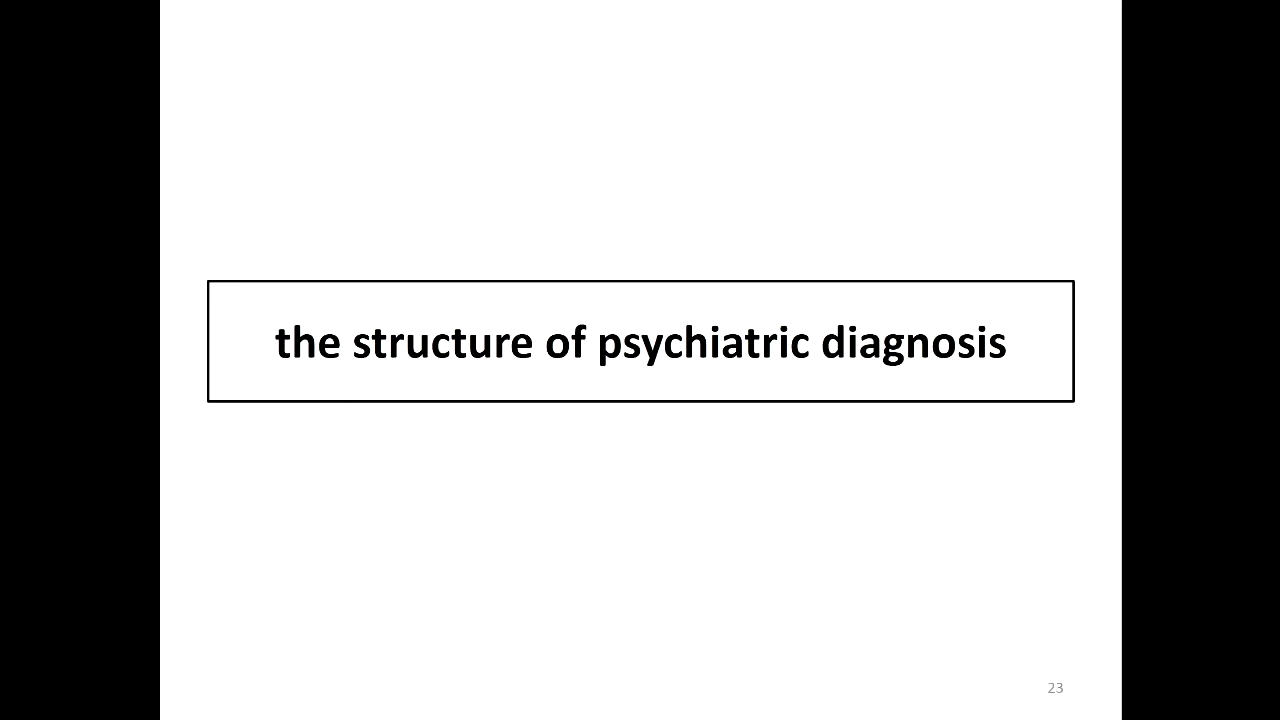 the structure of psychiatric diagnosis
23